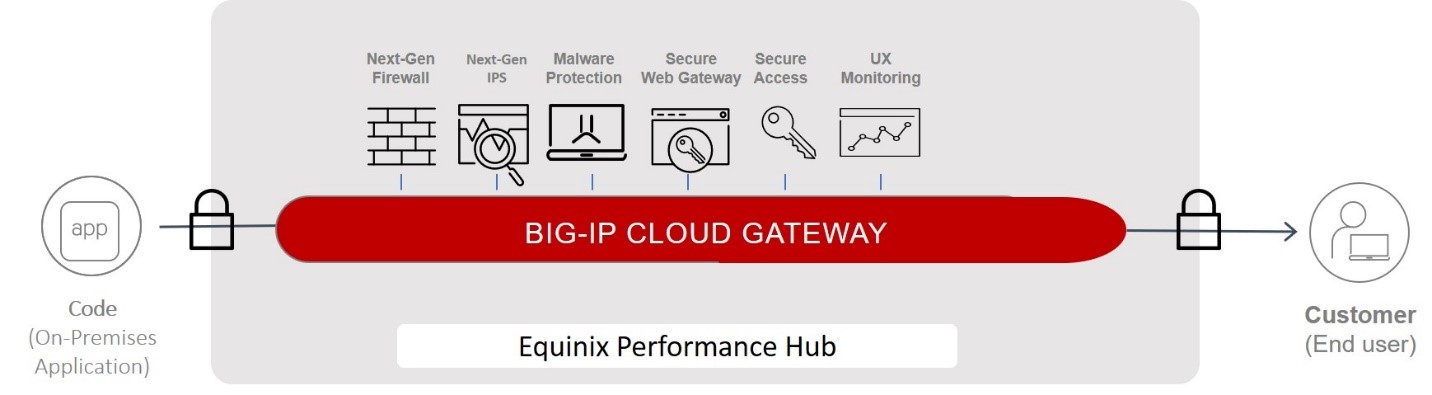 Next-Gen
Firewall
Next-Gen
IPS
Malware
Protection
Secure
Web Gateway
Secure
Access
UX
Monitoring
app
BIG-IP CLOUD GATEWAY
Code
(On-Premises
Application)
Customer
(End user)
Equinix Performance Hub